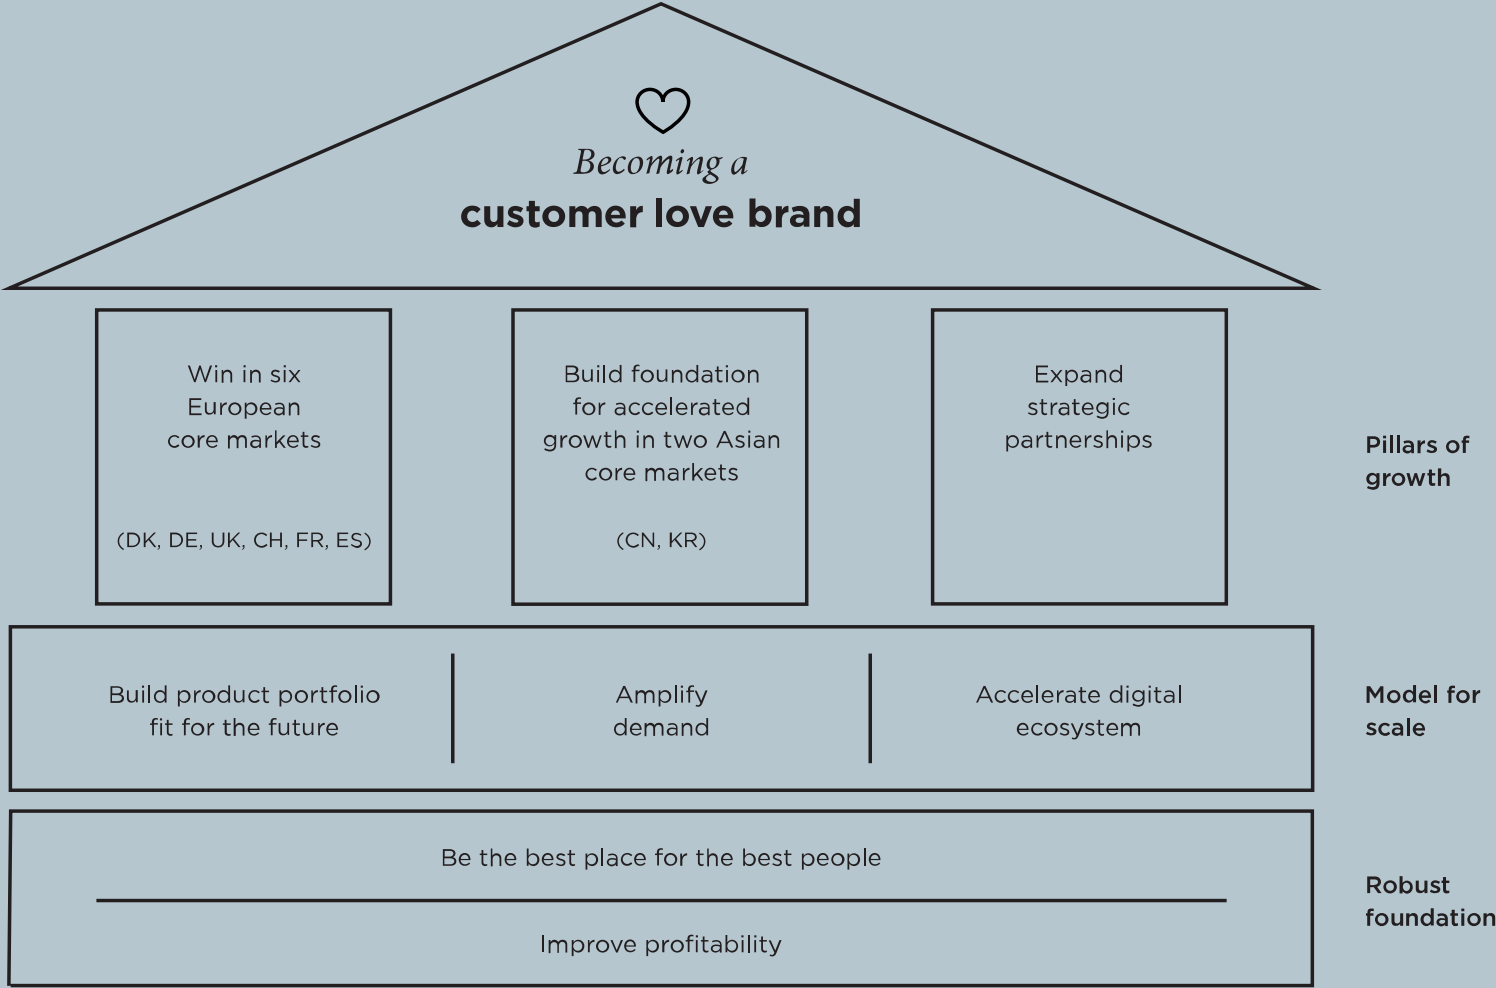 Becoming a
customer love brand
Win in six
European
core markets
(DK, DE, UK, CH, FR, ES)
Build foundation
for accelerated
growth in two Asian
core markets
(CN, KR)
Expand
strategic
partnerships
Pillars of
growth
Build product portfolio
fit for the future
Amplify
demand
Accelerate digital
ecosystem
Model for
scale
Be the best place for the best people
Improve profitability
Robust
foundation